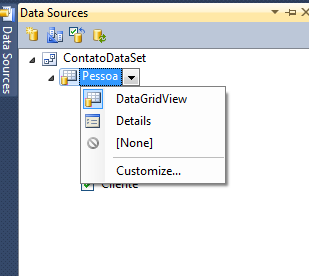 Data Sources
Data Sources
ContatoDataSet
Pessoa
DataGridView
Details
[None]
Customize...
Cliente